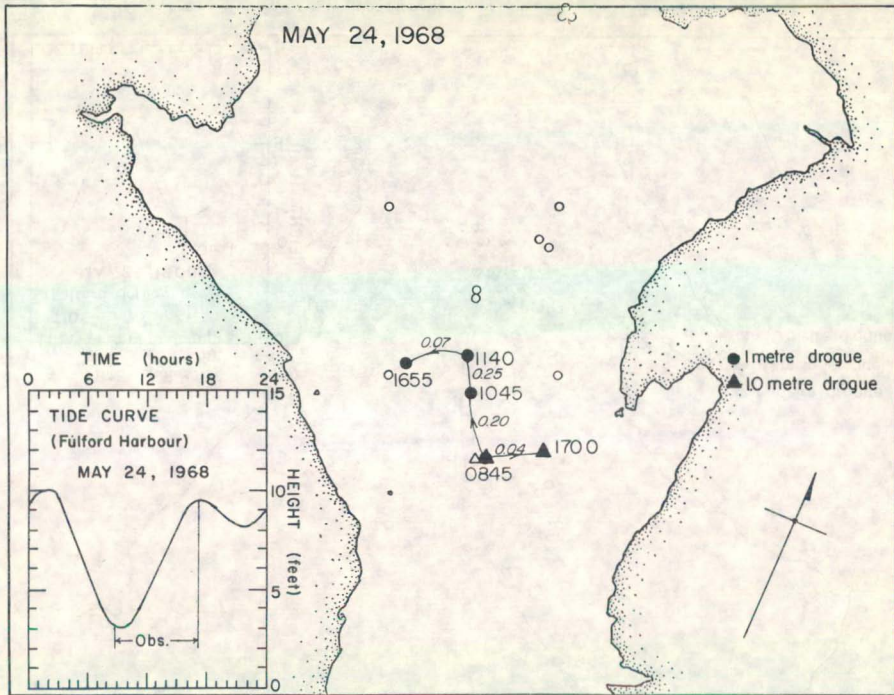 MAY 24, 1968
0.07
1140
0.25
1655
1045
0.20
0.04
1700
0845
1 metre drogue
10 metre drogue
TIME (hours)
0 6 12 18 24
TIDE CURVE
(Fulford Harbour)
MAY 24, 1968
15
10
5
0
HEIGHT (feet)
Obs.